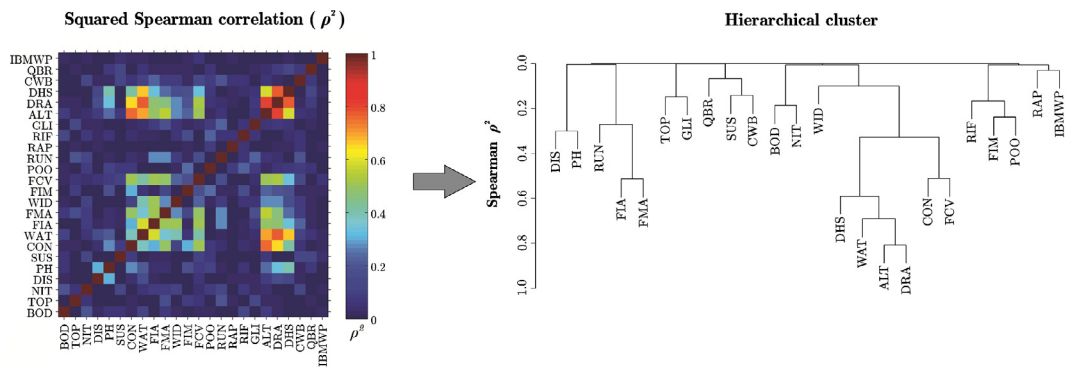 Squared Spearman correlation ( ρ²)
IBMWP
QBR
CWB
DHS
DRA
ALT
GLI
RIF
RAP
RUN
POO
FCV
FIM
WID
FMA
FIA
WAT
CON
SUS
PH
DIS
NIT
TOP
BOD
BOD
TOP
NIT
DIS
PH
SUS
CON
WAT
FIA
FMA
WID
FIM
FCV
POO
RUN
RAP
RIF
GLI
ALT
DRA
DHS
CWB
QBR
IBMWP
1
0.8
0.6
0.4
0.2
0
ρ²
Hierarchical cluster
Spearman ρ²
0.0
0.2
0.4
0.6
0.8
1.0
DIS
PH
RUN
FIA
FMA
TOP
GLI
QBR
SUS
CWB
BOD
NIT
WID
DHS
WAT
ALT
DRA
CON
FCV
RIF
FIM
POO
RAP
IBMWP